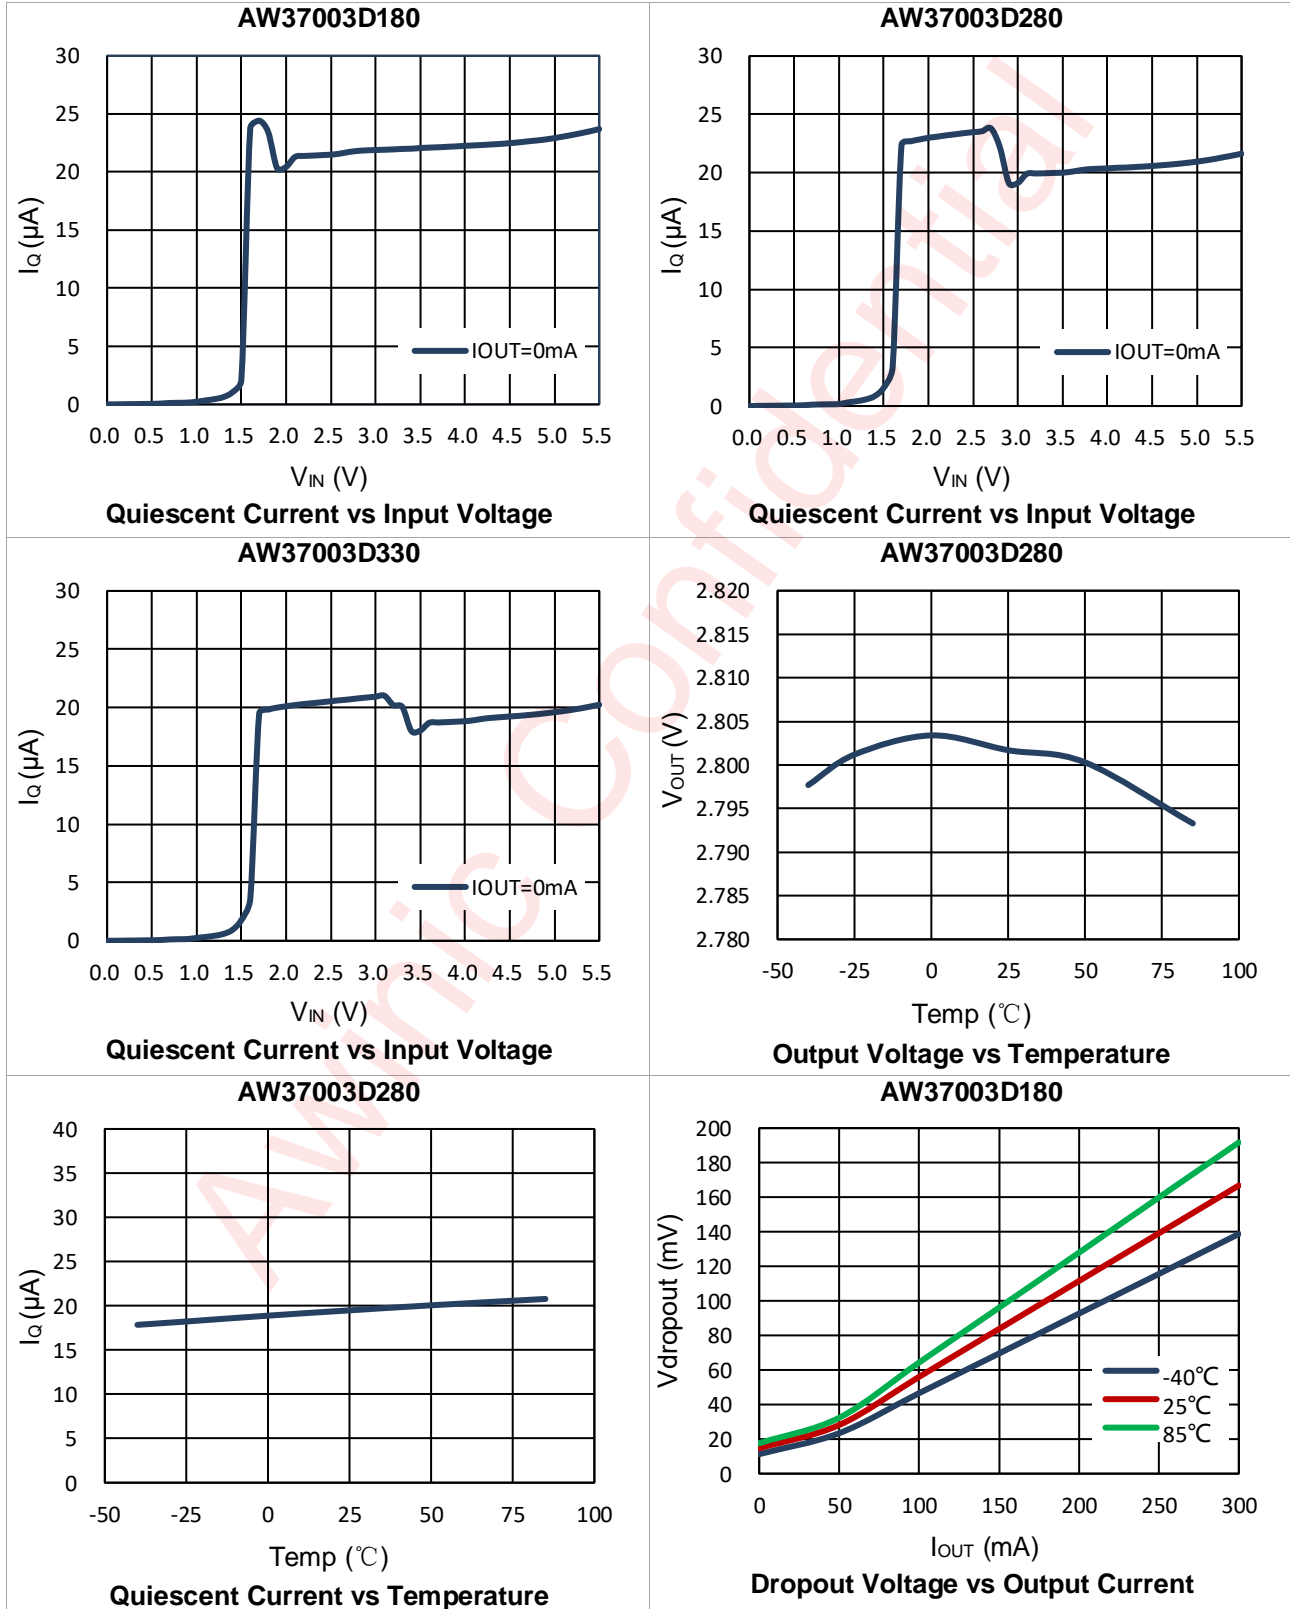 AW37003D180
30
25
20
15
10
5
0
IQ (µA)
IOUT=0mA
0.0 0.5 1.0 1.5 2.0 2.5 3.0 3.5 4.0 4.5 5.0 5.5
VIN (V)
Quiescent Current vs Input Voltage
AW37003D280
30
25
20
15
10
5
0
IQ (µA)
IOUT=0mA
0.0 0.5 1.0 1.5 2.0 2.5 3.0 3.5 4.0 4.5 5.0 5.5
VIN (V)
Quiescent Current vs Input Voltage
AW37003D330
30
25
20
15
10
5
0
IQ (µA)
IOUT=0mA
0.0 0.5 1.0 1.5 2.0 2.5 3.0 3.5 4.0 4.5 5.0 5.5
VIN (V)
Quiescent Current vs Input Voltage
AW37003D280
2.820
2.815
2.810
2.805
2.800
2.795
2.790
2.785
2.780
VOUT (V)
-50 -25 0 25 50 75 100
Temp (℃)
Output Voltage vs Temperature
AW37003D280
40
35
30
25
20
15
10
5
0
IQ (µA)
-50 -25 0 25 50 75 100
Temp (℃)
Quiescent Current vs Temperature
AW37003D180
200
180
160
140
120
100
80
60
40
20
0
Vdropout (mV)
-40℃
25℃
85℃
0 50 100 150 200 250 300
IOUT (mA)
Dropout Voltage vs Output Current
Awinic Confidential